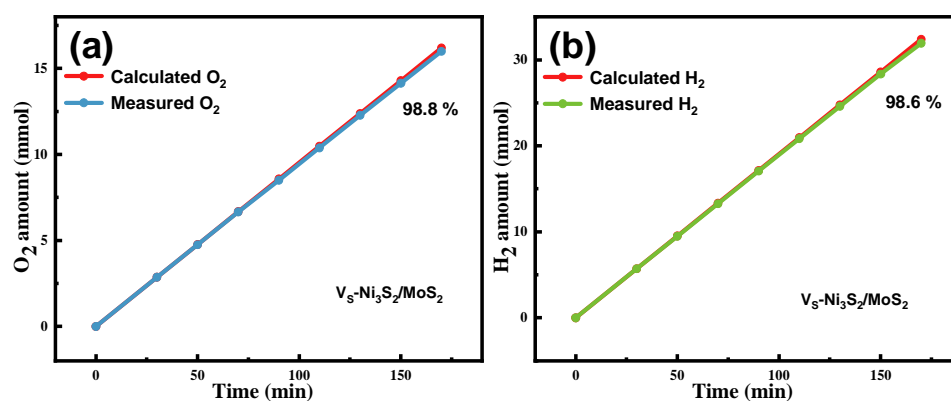 (a)
Calculated O₂
Measured O₂
98.8 %
V_S-Ni₃S₂/MoS₂
O₂ amount (mmol)
15
10
5
0
0
50
100
150
Time (min)
(b)
Calculated H₂
Measured H₂
98.6 %
V_S-Ni₃S₂/MoS₂
H₂ amount (mmol)
30
20
10
0
0
50
100
150
Time (min)